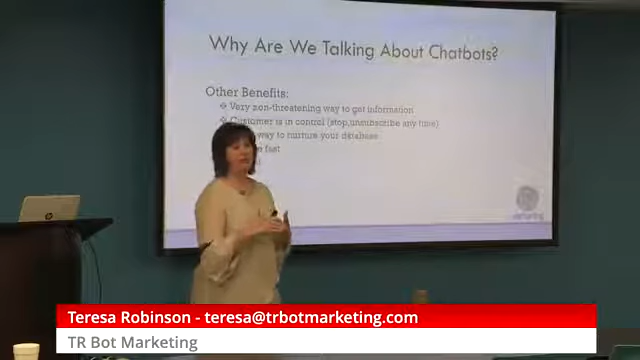 Why Are We Talking About Chatbots?
Other Benefits:
Very non-threatening way to get information
Customer is in control (stop,unsubscribe any time)
way to nurture your database
fast
Teresa Robinson - teresa@trbotmarketing.com
TR Bot Marketing